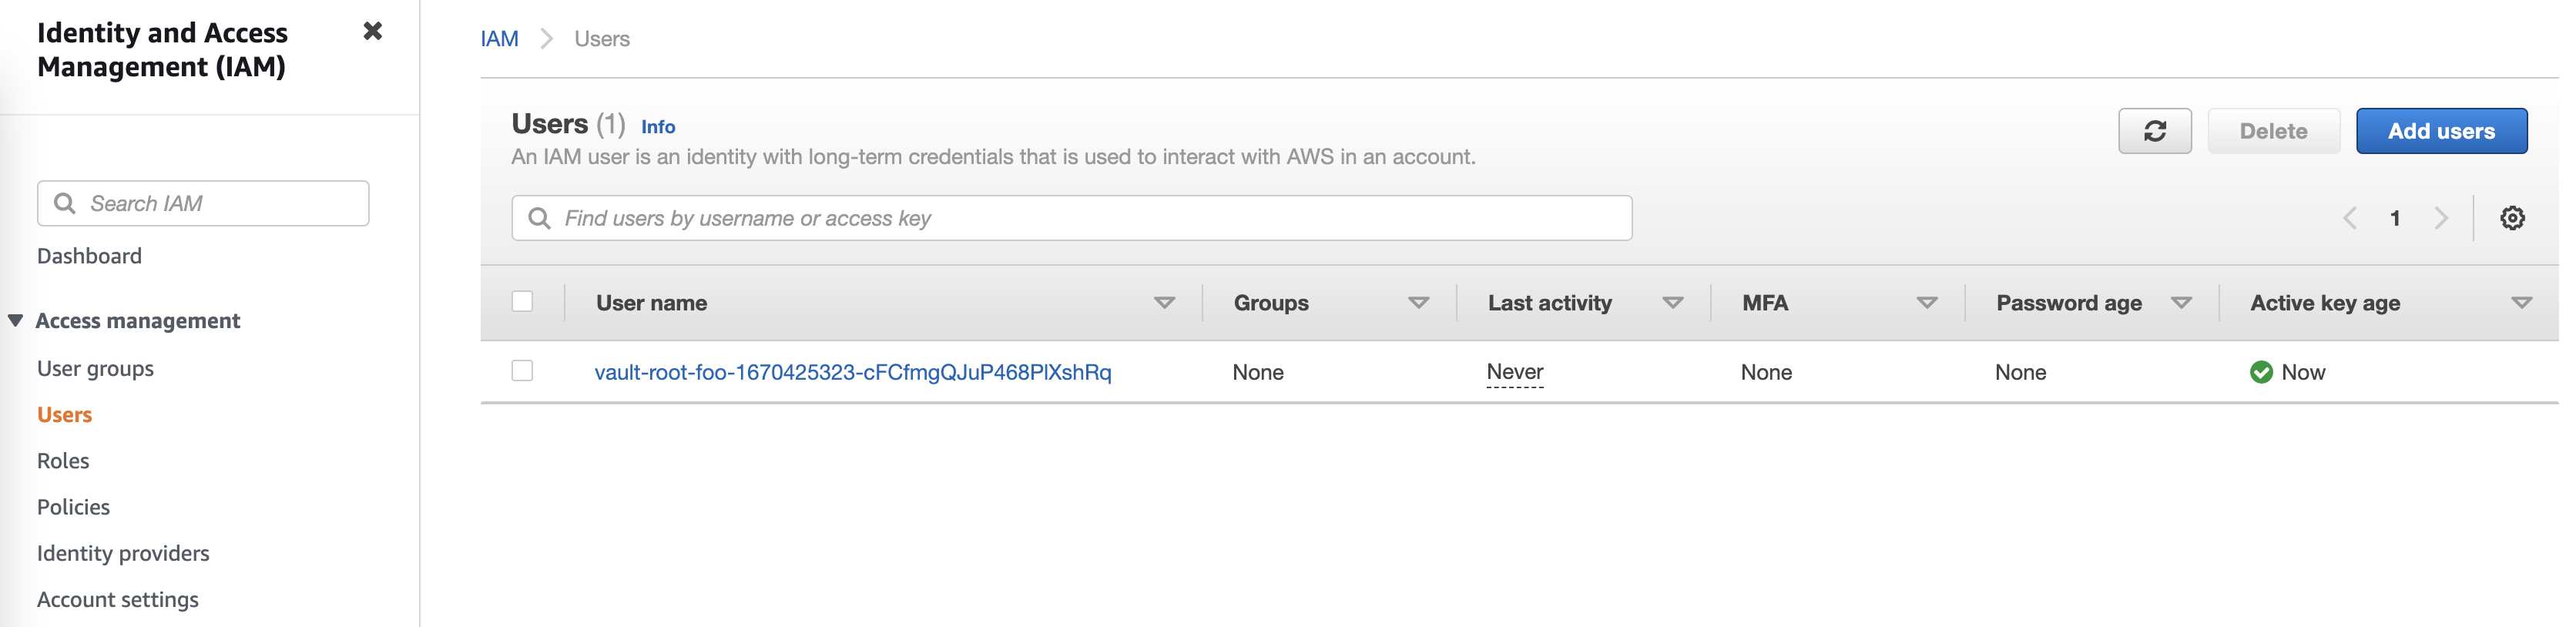 Identity and Access
Management (IAM)
Search IAM
Dashboard
Access management
User groups
Users
Roles
Policies
Identity providers
Account settings
IAM Users
Users (1) Info
An IAM user is an identity with long-term credentials that is used to interact with AWS in an account.
Delete
Add users
Find users by username or access key
1
User name Groups Last activity MFA Password age Active key age
vault-root-foo-1670425323-cFCfmgQJuP468PlXshRq None Never None None Now